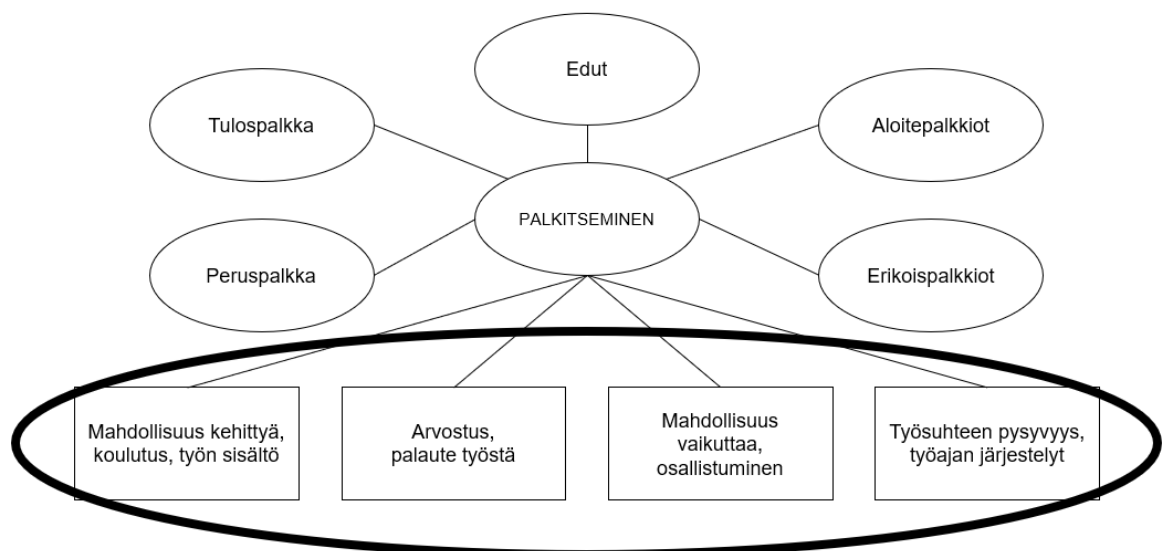 Edut
Tulospalkka
Aloitepalkkiot
PALKITSEMINEN
Peruspalkka
Erikoispalkkiot
Mahdollisuus kehittyä,
koulutus, työn sisältö
Arvostus,
palaute työstä
Mahdollisuus
vaikuttaa,
osallistuminen
Työsuhteen pysyvyys,
työajan järjestelyt